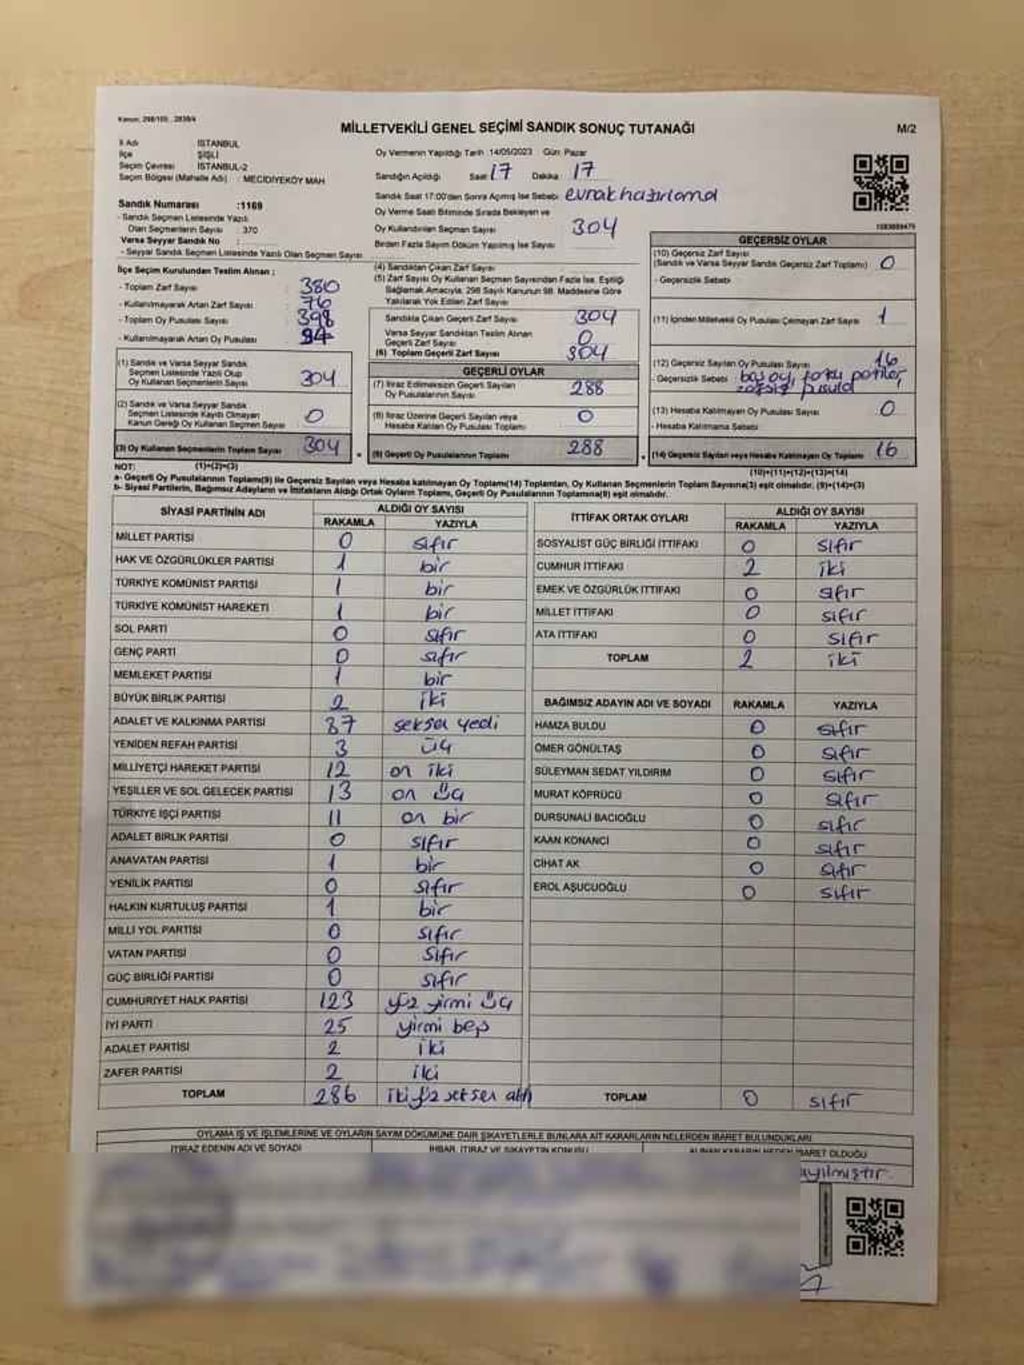 Kanun: 298/105 , 2839/4
MİLLETVEKİLİ GENEL SEÇİMİ SANDIK SONUÇ TUTANAĞI
M/2
İl Adı : İSTANBUL
İlçe : ŞİŞLİ
Seçim Çevresi : İSTANBUL-2
Seçim Bölgesi (Mahalle Adı) : MECİDİYEKÖY MAH
Sandık Numarası :1169
- Sandık Seçmen Listesinde Yazılı
Olan Seçmenlerin Sayısı : 370
Varsa Seyyar Sandık No :
- Seyyar Sandık Seçmen Listesinde Yazılı Olan Seçmen Sayısı :
Oy Vermenin Yapıldığı Tarih :14/05/2023 Gün: Pazar
Sandığın Açıldığı Saat: 17 Dakika: 17
Sandık Saat 17:00'den Sonra Açılmış İse Sebebi: evrak hazırlama
Oy Verme Saati Bitiminde Sırada Bekleyen ve
Oy Kullandırılan Seçmen Sayısı : 304
Birden Fazla Sayım Döküm Yapılmış İse Sayısı :
İlçe Seçim Kurulundan Teslim Alınan ;
- Toplam Zarf Sayısı : 380
- Kullanılmayarak Artan Zarf Sayısı : 76
- Toplam Oy Pusulası Sayısı : 398
- Kullanılmayarak Artan Oy Pusulası : 94
(1) Sandık ve Varsa Seyyar Sandık
Seçmen Listesinde Yazılı Olup
Oy Kullanan Seçmenlerin Sayısı 304
(2) Sandık ve Varsa Seyyar Sandık
Seçmen Listesinde Kayıtlı Olmayan
Kanun Gereği Oy Kullanan Seçmen Sayısı : 0
(3) Oy Kullanan Seçmenlerin Toplam Sayısı 304
(1)+(2)=(3)
(4) Sandıktan Çıkan Zarf Sayısı
(5) Zarf Sayısı Oy Kullanan Seçmen Sayısından Fazla İse, Eşitliği
Sağlamak Amacıyla, 298 Sayılı Kanunun 98. Maddesine Göre
Yakılarak Yok Edilen Zarf Sayısı
Sandıkta Çıkan Geçerli Zarf Sayısı 304
Varsa Seyyar Sandıktan Teslim Alınan
Geçerli Zarf Sayısı 0
(6) Toplam Geçerli Zarf Sayısı 304
GEÇERLİ OYLAR
(7) İtiraz Edilmeksizin Geçerli Sayılan
Oy Pusulalarının Sayısı 288
(8) İtiraz Üzerine Geçerli Sayılan veya
Hesaba Katılan Oy Pusulası Toplamı 0
(9) Geçerli Oy Pusulalarının Toplamı 288
GEÇERSİZ OYLAR
(10) Geçersiz Zarf Sayısı
(Sandık ve Varsa Seyyar Sandık Geçersiz Zarf Toplamı) : 0
- Geçersizlik Sebebi :
(11) İçinden Milletvekili Oy Pusulası Çıkmayan Zarf Sayısı : 1
(12) Geçersiz Sayılan Oy Pusulası Sayısı : 16
- Geçersizlik Sebebi : boş oy,
(13) Hesaba Katılmayan Oy Pusulası Sayısı : 0
- Hesaba Katılmama Sebebi :
(14) Geçersiz Sayılan veya Hesaba Katılmayan Oy Toplamı 16
(10)+(11)+(12)+(13)=(14)
NOT:
a- Geçerli Oy Pusulalarının Toplamı(9) ile Geçersiz Sayılan veya Hesaba katılmayan Oy Toplamı(14) Toplamları, Oy Kullanan Seçmenlerin Toplam Sayısına(3) eşit olmalıdır. (9)+(14)=(3)
b- Siyasi Partilerin, Bağımsız Adayların ve İttifakların Aldığı Ortak Oyların Toplamı, Geçerli Oy Pusulalarının Toplamına(9) eşit olmalıdır.
SİYASİ PARTİNİN ADI ALDIĞI OY SAYISI
RAKAMLA YAZIYLA
MİLLET PARTİSİ 0 sıfır
HAK VE ÖZGÜRLÜKLER PARTİSİ 1 bir
TÜRKİYE KOMÜNİST PARTİSİ 1 bir
TÜRKİYE KOMÜNİST HAREKETİ 1 bir
SOL PARTİ 0 sıfır
GENÇ PARTİ 0 sıfır
MEMLEKET PARTİSİ 1 bir
BÜYÜK BİRLİK PARTİSİ 2 iki
ADALET VE KALKINMA PARTİSİ 87 seksen yedi
YENİDEN REFAH PARTİSİ 3 üç
MİLLİYETÇİ HAREKET PARTİSİ 12 on iki
YEŞİLLER VE SOL GELECEK PARTİSİ 13 on üç
TÜRKİYE İŞÇİ PARTİSİ 11 on bir
ADALET BİRLİK PARTİSİ 0 sıfır
ANAVATAN PARTİSİ 1 bir
YENİLİK PARTİSİ 0 sıfır
HALKIN KURTULUŞ PARTİSİ 1 bir
MİLLİ YOL PARTİSİ 0 sıfır
VATAN PARTİSİ 0 sıfır
GÜÇ BİRLİĞİ PARTİSİ 0 sıfır
CUMHURİYET HALK PARTİSİ 123 yüz yirmi üç
İYİ PARTİ 25 yirmi beş
ADALET PARTİSİ 2 iki
ZAFER PARTİSİ 2 iki
TOPLAM 286 iki yüz seksen altı
İTTİFAK ORTAK OYLARI ALDIĞI OY SAYISI
RAKAMLA YAZIYLA
SOSYALİST GÜÇ BİRLİĞİ İTTİFAKI 0 sıfır
CUMHUR İTTİFAKI 2 iki
EMEK VE ÖZGÜRLÜK İTTİFAKI 0 sıfır
MİLLET İTTİFAKI 0 sıfır
ATA İTTİFAKI 0 sıfır
TOPLAM 2 iki
BAĞIMSIZ ADAYIN ADI VE SOYADI RAKAMLA YAZIYLA
HAMZA BULDU 0 sıfır
ÖMER GÖNÜLTAŞ 0 sıfır
SÜLEYMAN SEDAT YILDIRIM 0 sıfır
MURAT KÖPRÜCÜ 0 sıfır
DURSUNALİ BACIOĞLU 0 sıfır
KAAN KONANCI 0 sıfır
CİHAT AK 0 sıfır
EROL AŞUCUOĞLU 0 sıfır
TOPLAM 0 sıfır
OYLAMA İŞ VE İŞLEMLERİNE VE OYLARIN SAYIM DÖKÜMÜNE DAİR ŞİKAYETLERLE BUNLARA AİT KARARLARIN NELERDEN İBARET BULUNDUKLARI
İTİRAZ EDENİN ADI VE SOYADI İHBAR, İTİRAZ VE ŞİKAYETİN KONUSU ALINAN KARARIN NEDEN İBARET OLDUĞU
ayılmıştır.